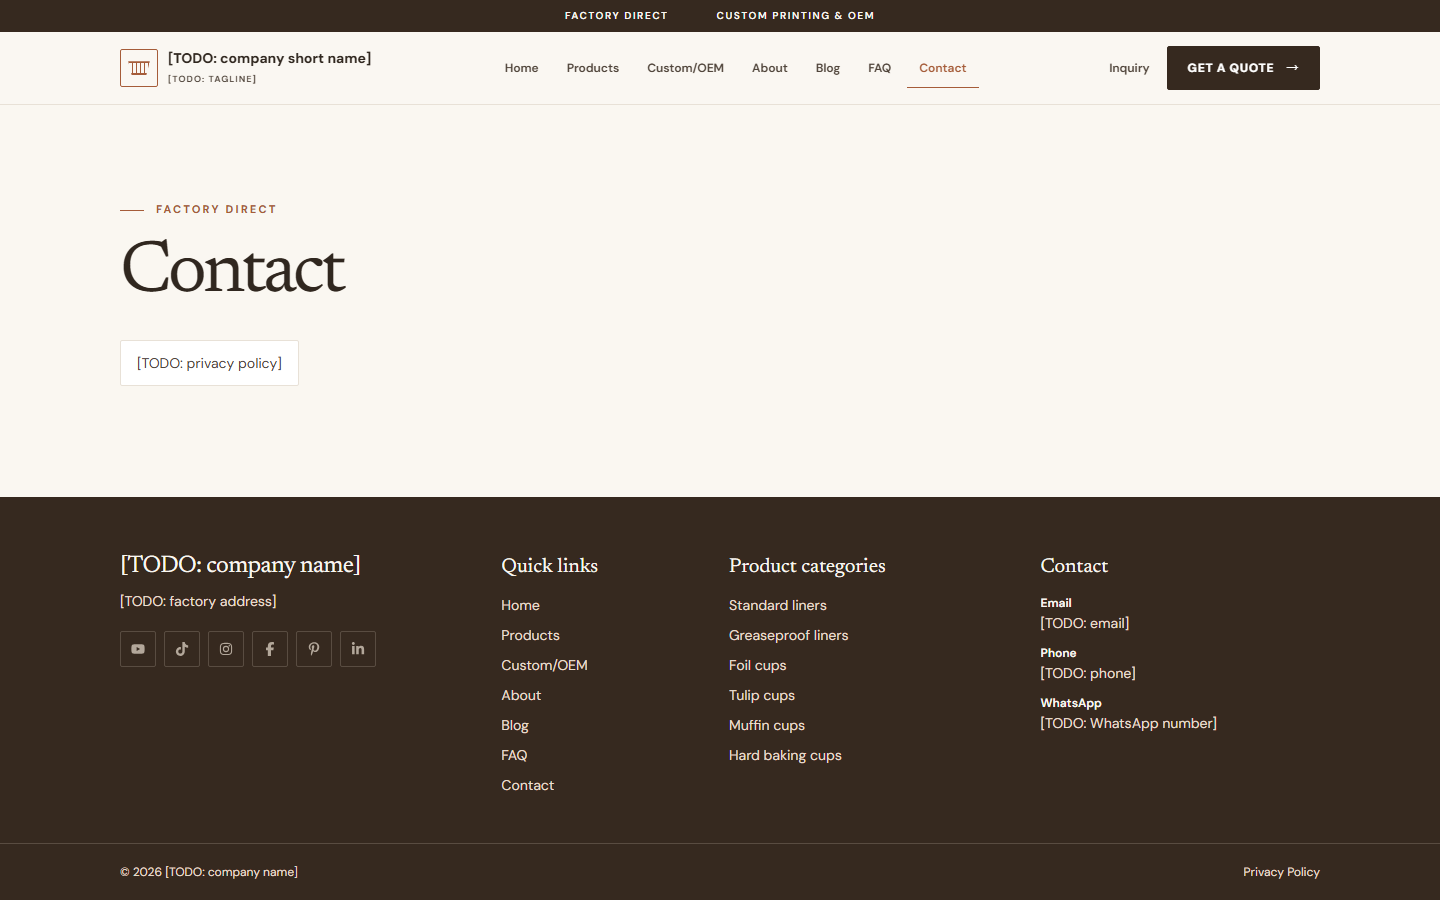 FACTORY DIRECT CUSTOM PRINTING & OEM
[TODO: company short name]
[TODO: TAGLINE]
Home Products Custom/OEM About Blog FAQ Contact
Inquiry GET A QUOTE →
FACTORY DIRECT
Contact
[TODO: privacy policy]
[TODO: company name]
[TODO: factory address]
Quick links
Home
Products
Custom/OEM
About
Blog
FAQ
Contact
Product categories
Standard liners
Greaseproof liners
Foil cups
Tulip cups
Muffin cups
Hard baking cups
Contact
Email
[TODO: email]
Phone
[TODO: phone]
WhatsApp
[TODO: WhatsApp number]
© 2026 [TODO: company name]
Privacy Policy